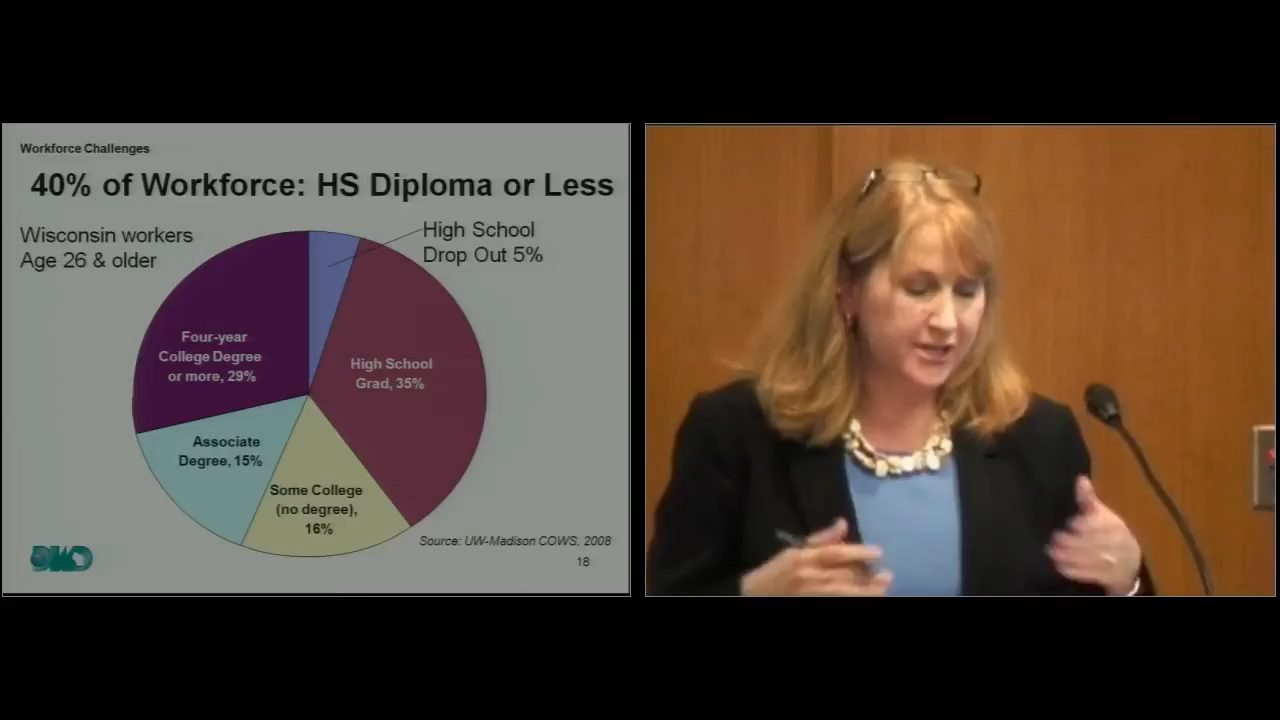 Workforce Challenges
40% of Workforce: HS Diploma or Less
Wisconsin workers
Age 26 & older
High School
Drop Out 5%
Four-year
College Degree
or more, 29%
High School
Grad, 35%
Associate
Degree, 15%
Some College
(no degree),
16%
Source: UW-Madison COWS, 2008
DWD
18